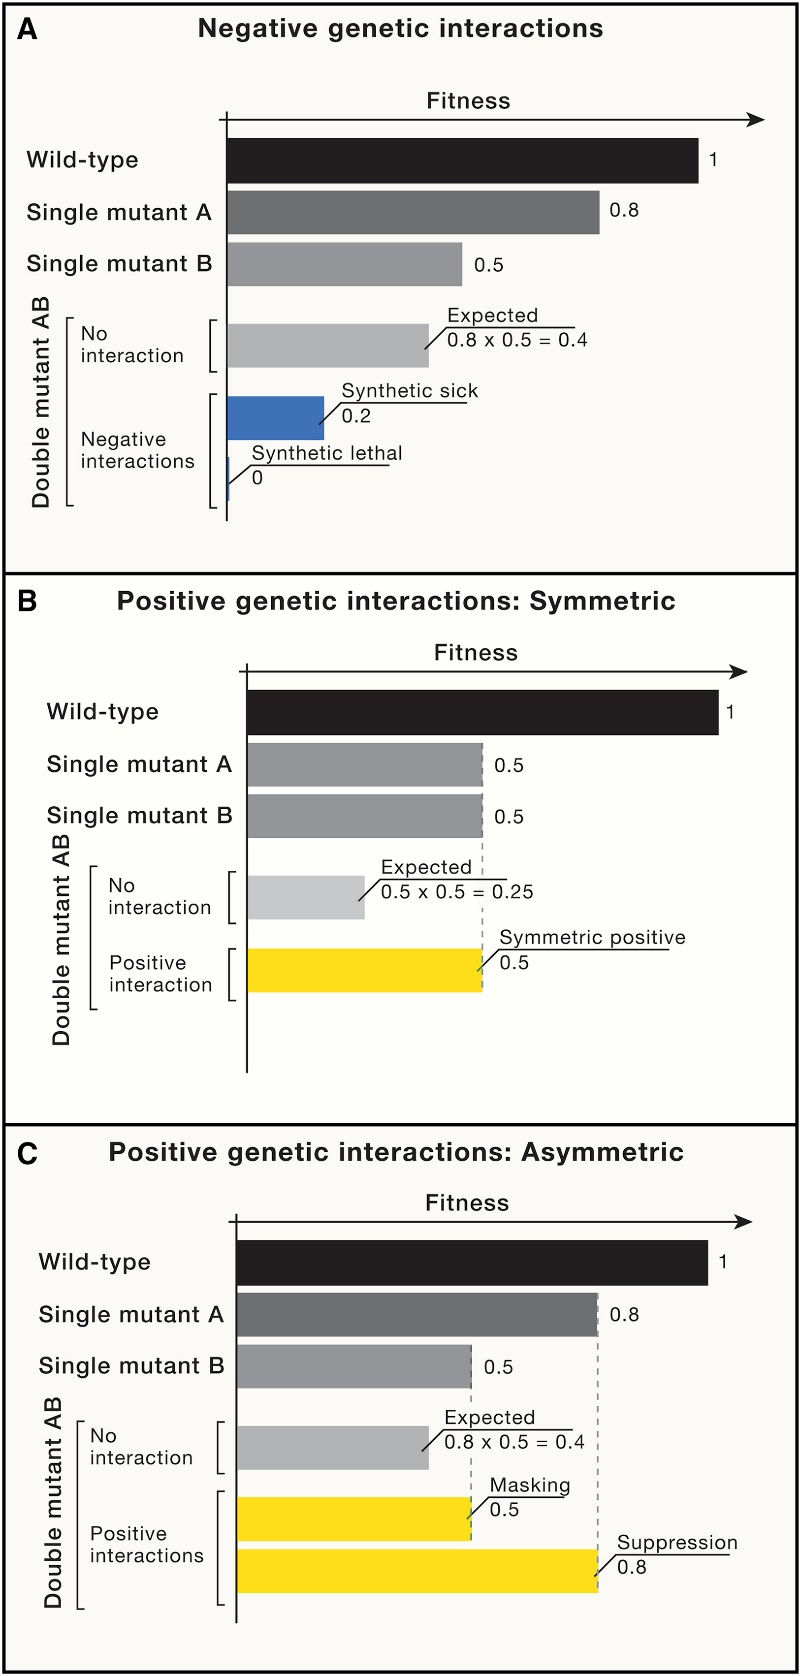 A
Negative genetic interactions
Fitness
Wild-type
1
Single mutant A
0.8
Single mutant B
0.5
Double mutant AB
No
interaction
Expected
0.8 x 0.5 = 0.4
Negative
interactions
Synthetic sick
0.2
Synthetic lethal
0
B
Positive genetic interactions: Symmetric
Fitness
Wild-type
1
Single mutant A
0.5
Single mutant B
0.5
Double mutant AB
No
interaction
Expected
0.5 x 0.5 = 0.25
Positive
interaction
Symmetric positive
0.5
C
Positive genetic interactions: Asymmetric
Fitness
Wild-type
1
Single mutant A
0.8
Single mutant B
0.5
Double mutant AB
No
interaction
Expected
0.8 x 0.5 = 0.4
Positive
interactions
Masking
0.5
Suppression
0.8